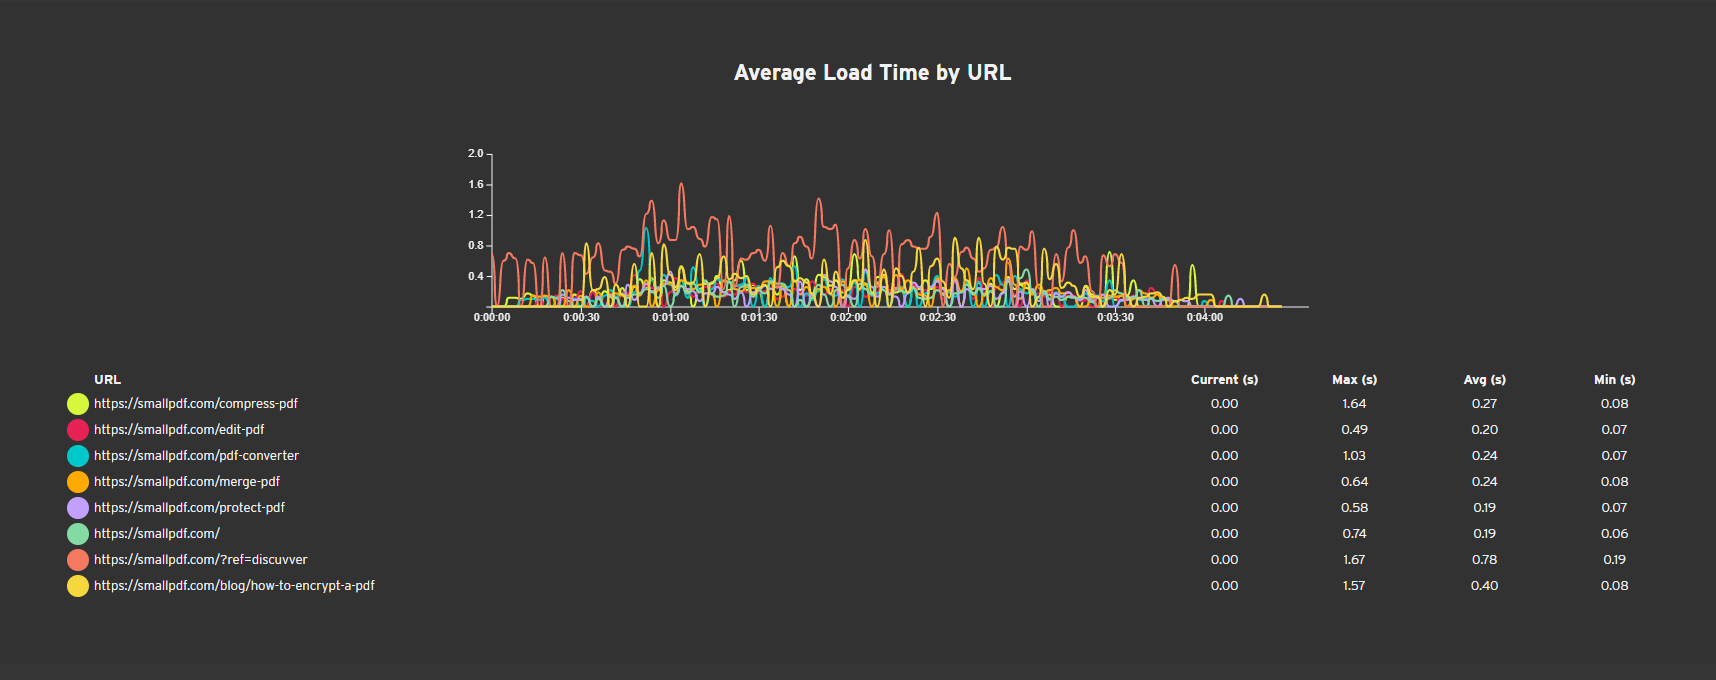 Average Load Time by URL
2.0
1.6
1.2
0.8
0.4
0:00:00 0:00:30 0:01:00 0:01:30 0:02:00 0:02:30 0:03:00 0:03:30 0:04:00
URL Current (s) Max (s) Avg (s) Min (s)
https://smallpdf.com/compress-pdf 0.00 1.64 0.27 0.08
https://smallpdf.com/edit-pdf 0.00 0.49 0.20 0.07
https://smallpdf.com/pdf-converter 0.00 1.03 0.24 0.07
https://smallpdf.com/merge-pdf 0.00 0.64 0.24 0.08
https://smallpdf.com/protect-pdf 0.00 0.58 0.19 0.07
https://smallpdf.com/ 0.00 0.74 0.19 0.06
https://smallpdf.com/?ref=discuvver 0.00 1.67 0.78 0.19
https://smallpdf.com/blog/how-to-encrypt-a-pdf 0.00 1.57 0.40 0.08